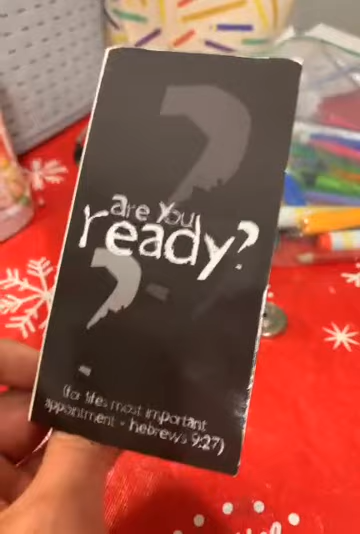 are you
ready?
(for life's most important
appointment - hebrews 9:27)